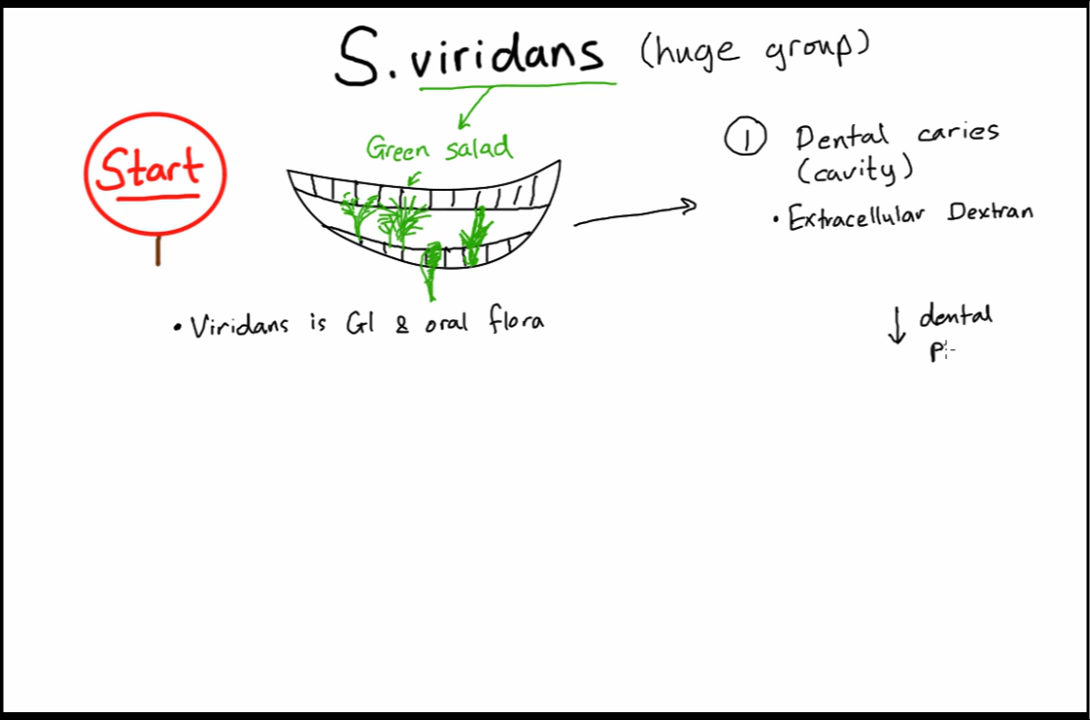 S. viridans (huge group)
Green salad
Start
① Dental caries
(cavity)
• Extracellular Dextran
• Viridans is GI & oral flora
↓ dental